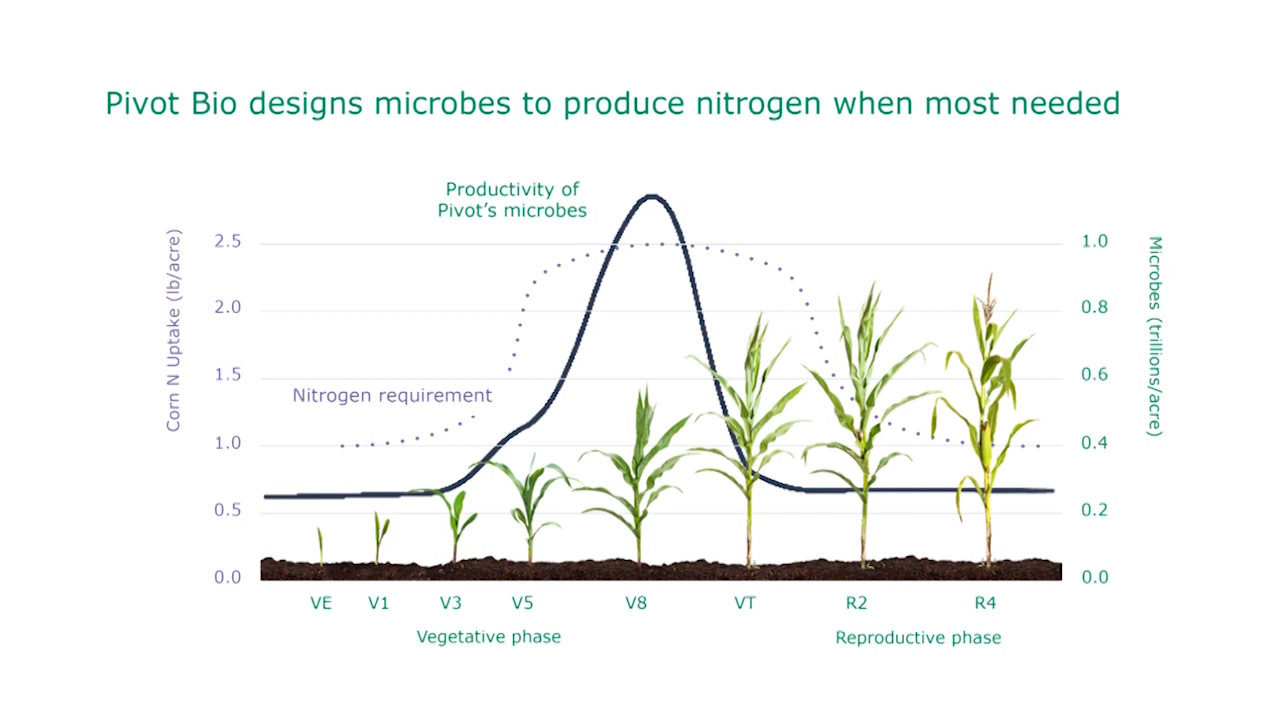 Pivot Bio designs microbes to produce nitrogen when most needed
Productivity of
Pivot's microbes
Nitrogen requirement
Corn N Uptake (lb/acre)
2.5
2.0
1.5
1.0
0.5
0.0
1.0
0.8
0.6
0.4
0.2
0.0
Microbes (trillions/acre)
VE V1 V3 V5 V8 VT R2 R4
Vegetative phase Reproductive phase